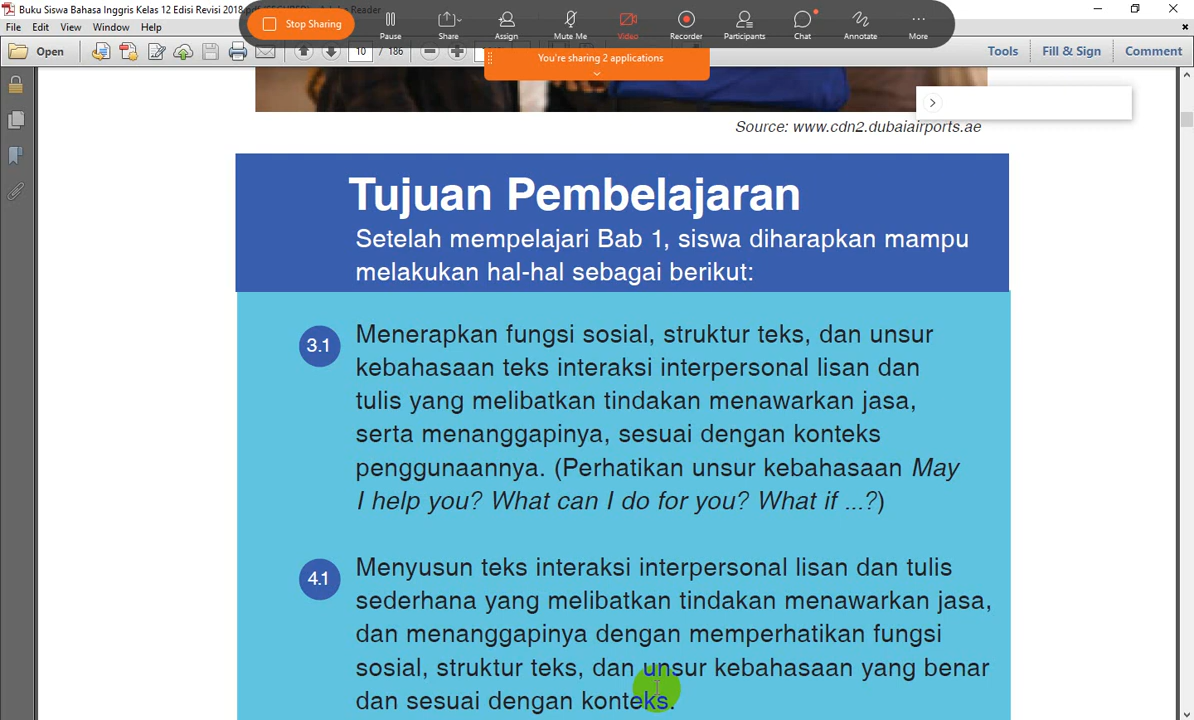 Buku Siswa Bahasa Inggris Kelas 12 Edisi Revisi 2018
Reader
Stop Sharing
Pause
Share
Assign
Mute Me
Video
Recorder
Participants
Chat
Annotate
More
File Edit View Window Help
Open
10 / 186
Tools Fill & Sign Comment
You're sharing 2 applications
Source: www.cdn2.dubaiairports.ae
Tujuan Pembelajaran
Setelah mempelajari Bab 1, siswa diharapkan mampu
melakukan hal-hal sebagai berikut:
3.1
Menerapkan fungsi sosial, struktur teks, dan unsur
kebahasaan teks interaksi interpersonal lisan dan
tulis yang melibatkan tindakan menawarkan jasa,
serta menanggapinya, sesuai dengan konteks
penggunaannya. (Perhatikan unsur kebahasaan May
I help you? What can I do for you? What if ...?)
4.1
Menyusun teks interaksi interpersonal lisan dan tulis
sederhana yang melibatkan tindakan menawarkan jasa,
dan menanggapinya dengan memperhatikan fungsi
sosial, struktur teks, dan unsur kebahasaan yang benar
dan sesuai dengan konteks.